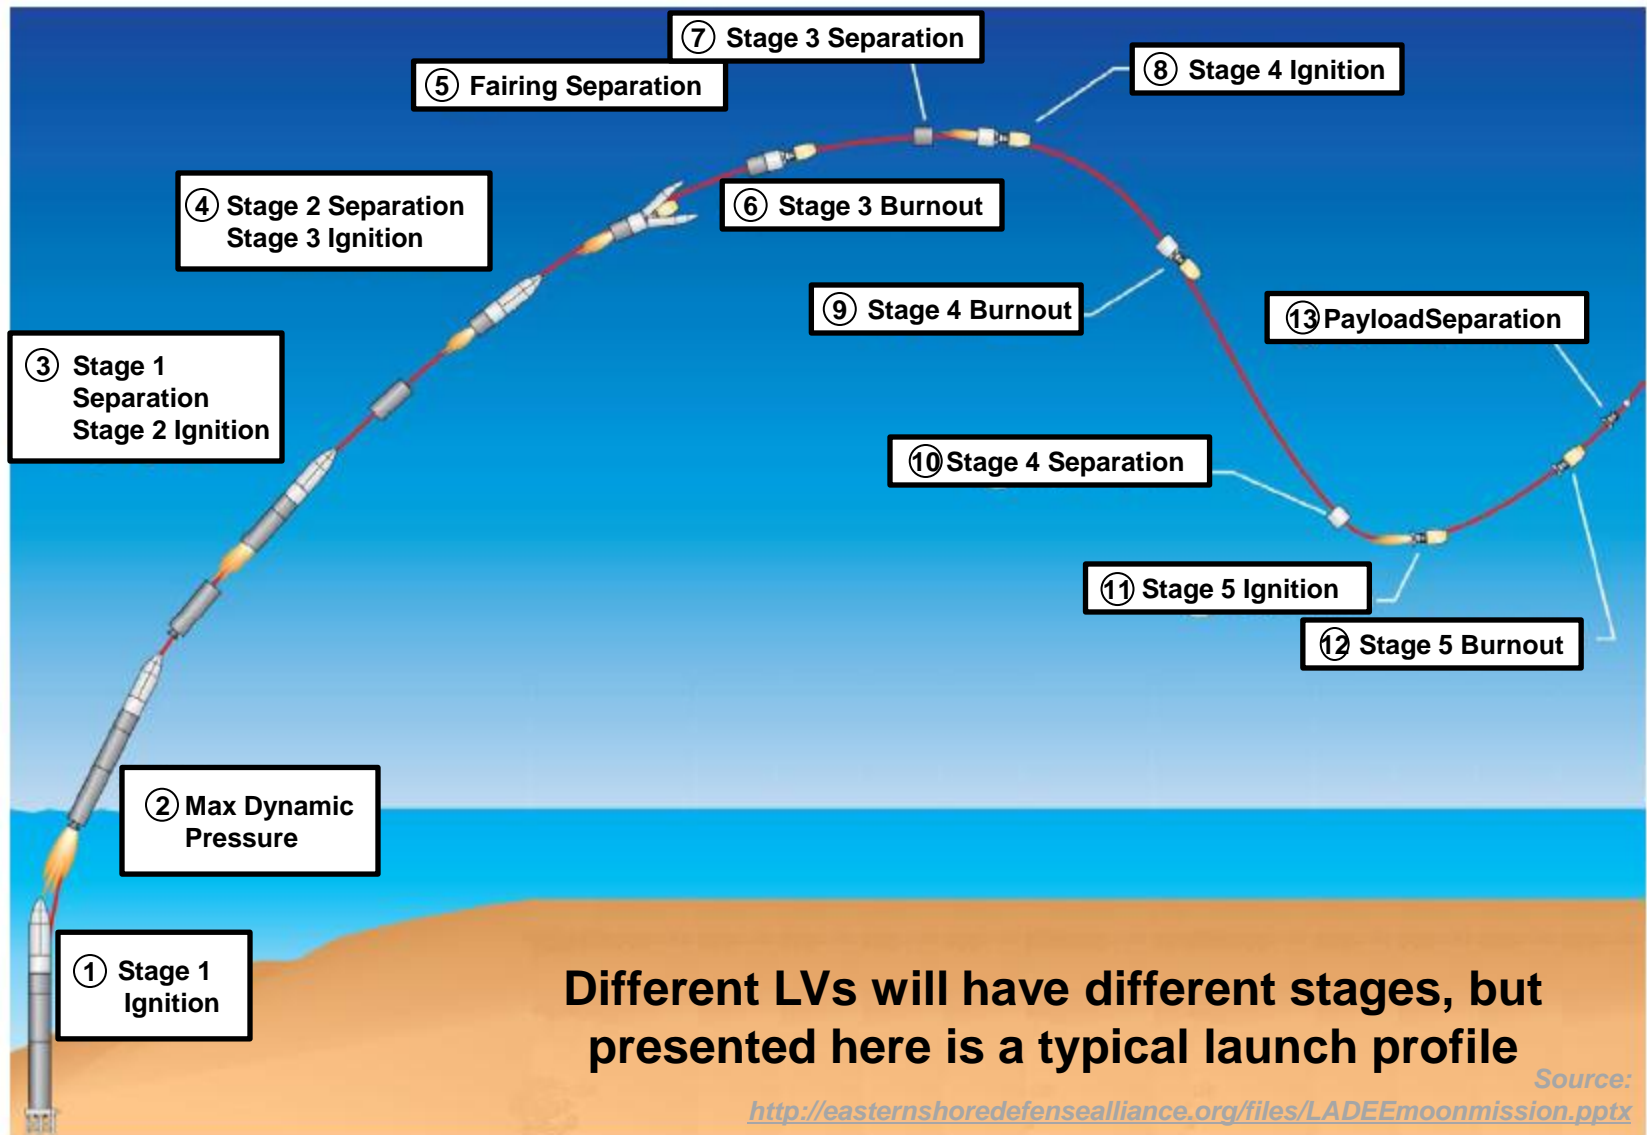 ⑦ Stage 3 Separation
⑤ Fairing Separation
⑧ Stage 4 Ignition
④ Stage 2 Separation
Stage 3 Ignition
⑥ Stage 3 Burnout
⑨ Stage 4 Burnout
⑬ PayloadSeparation
③ Stage 1
Separation
Stage 2 Ignition
⑩ Stage 4 Separation
⑪ Stage 5 Ignition
⑫ Stage 5 Burnout
② Max Dynamic
Pressure
① Stage 1
Ignition
Different LVs will have different stages, but
presented here is a typical launch profile
Source:
http://easternshoredefensealliance.org/files/LADEEmoonmission.pptx